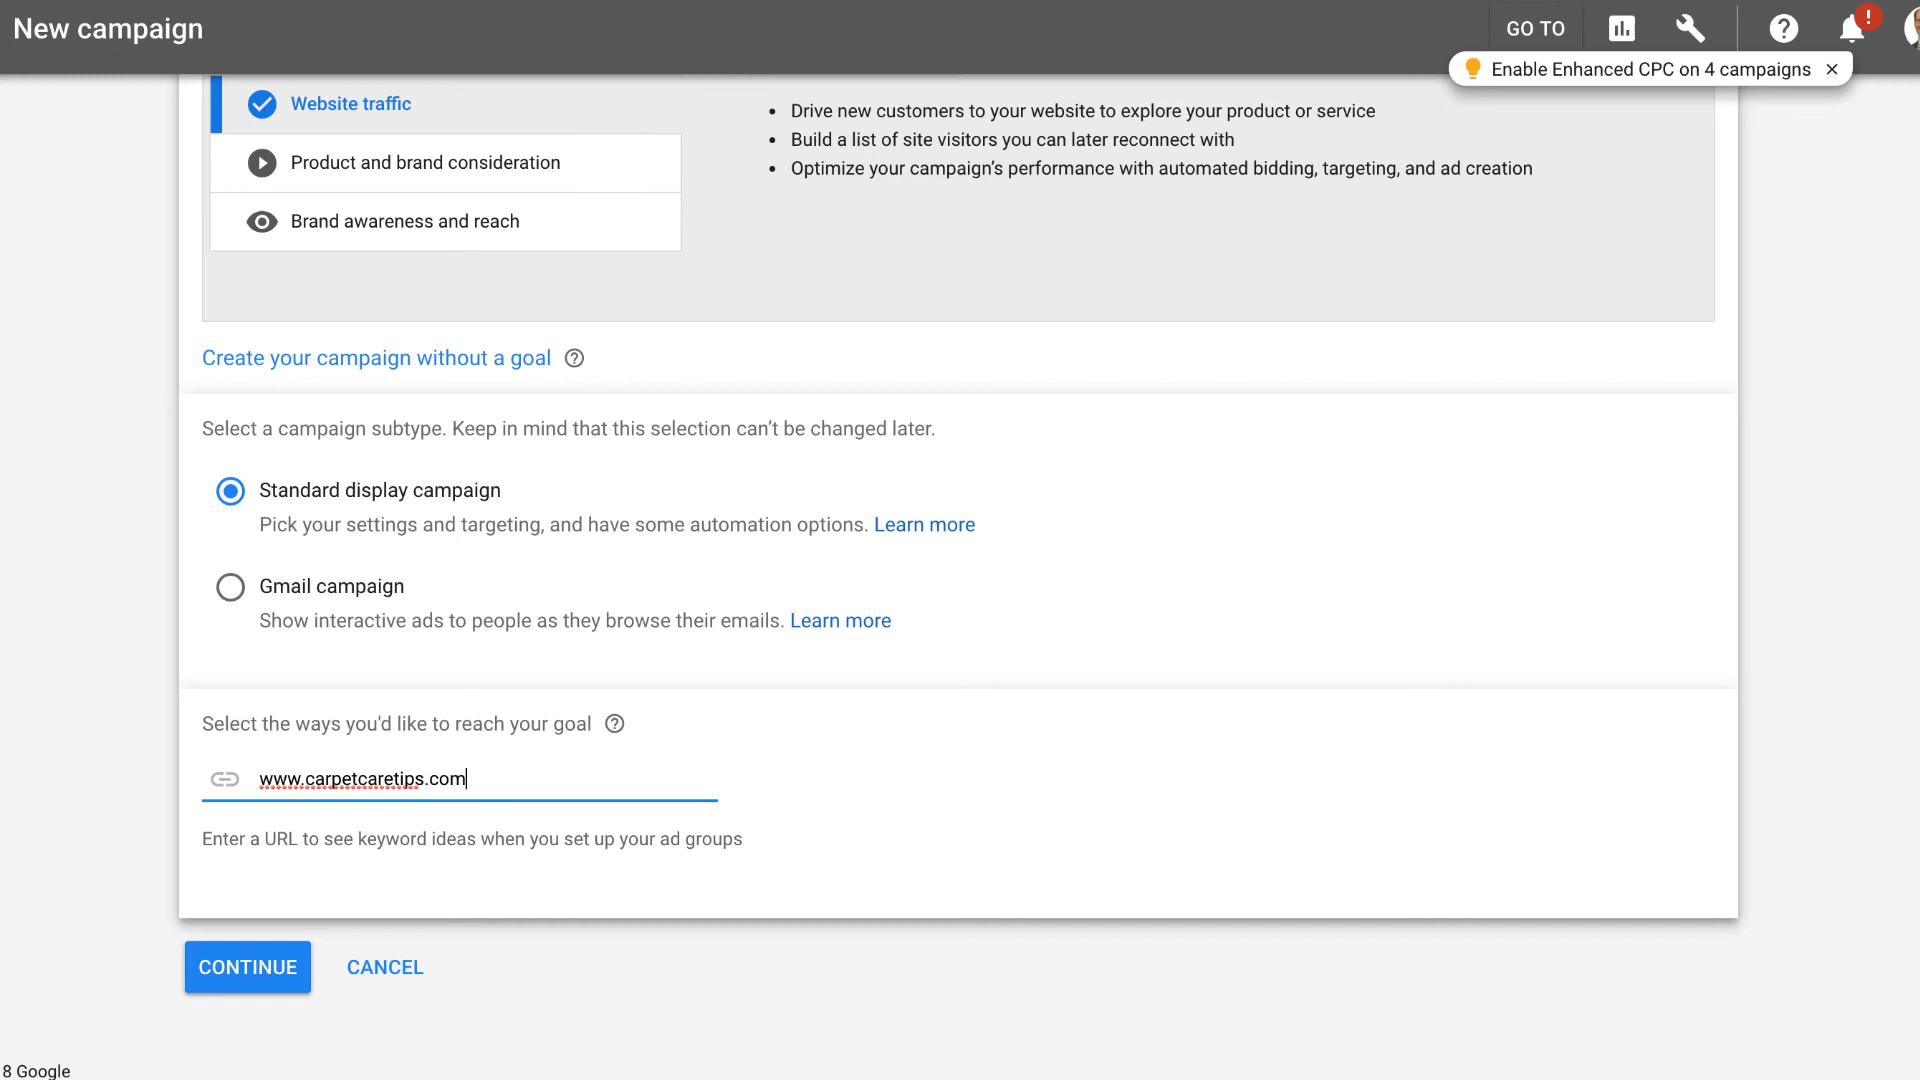 New campaign
GO TO
!
Enable Enhanced CPC on 4 campaigns
Website traffic
Product and brand consideration
Brand awareness and reach
• Drive new customers to your website to explore your product or service
• Build a list of site visitors you can later reconnect with
• Optimize your campaign’s performance with automated bidding, targeting, and ad creation
Create your campaign without a goal
Select a campaign subtype. Keep in mind that this selection can’t be changed later.
Standard display campaign
Pick your settings and targeting, and have some automation options. Learn more
Gmail campaign
Show interactive ads to people as they browse their emails. Learn more
Select the ways you'd like to reach your goal
www.carpetcaretips.com
Enter a URL to see keyword ideas when you set up your ad groups
CONTINUE
CANCEL
8 Google